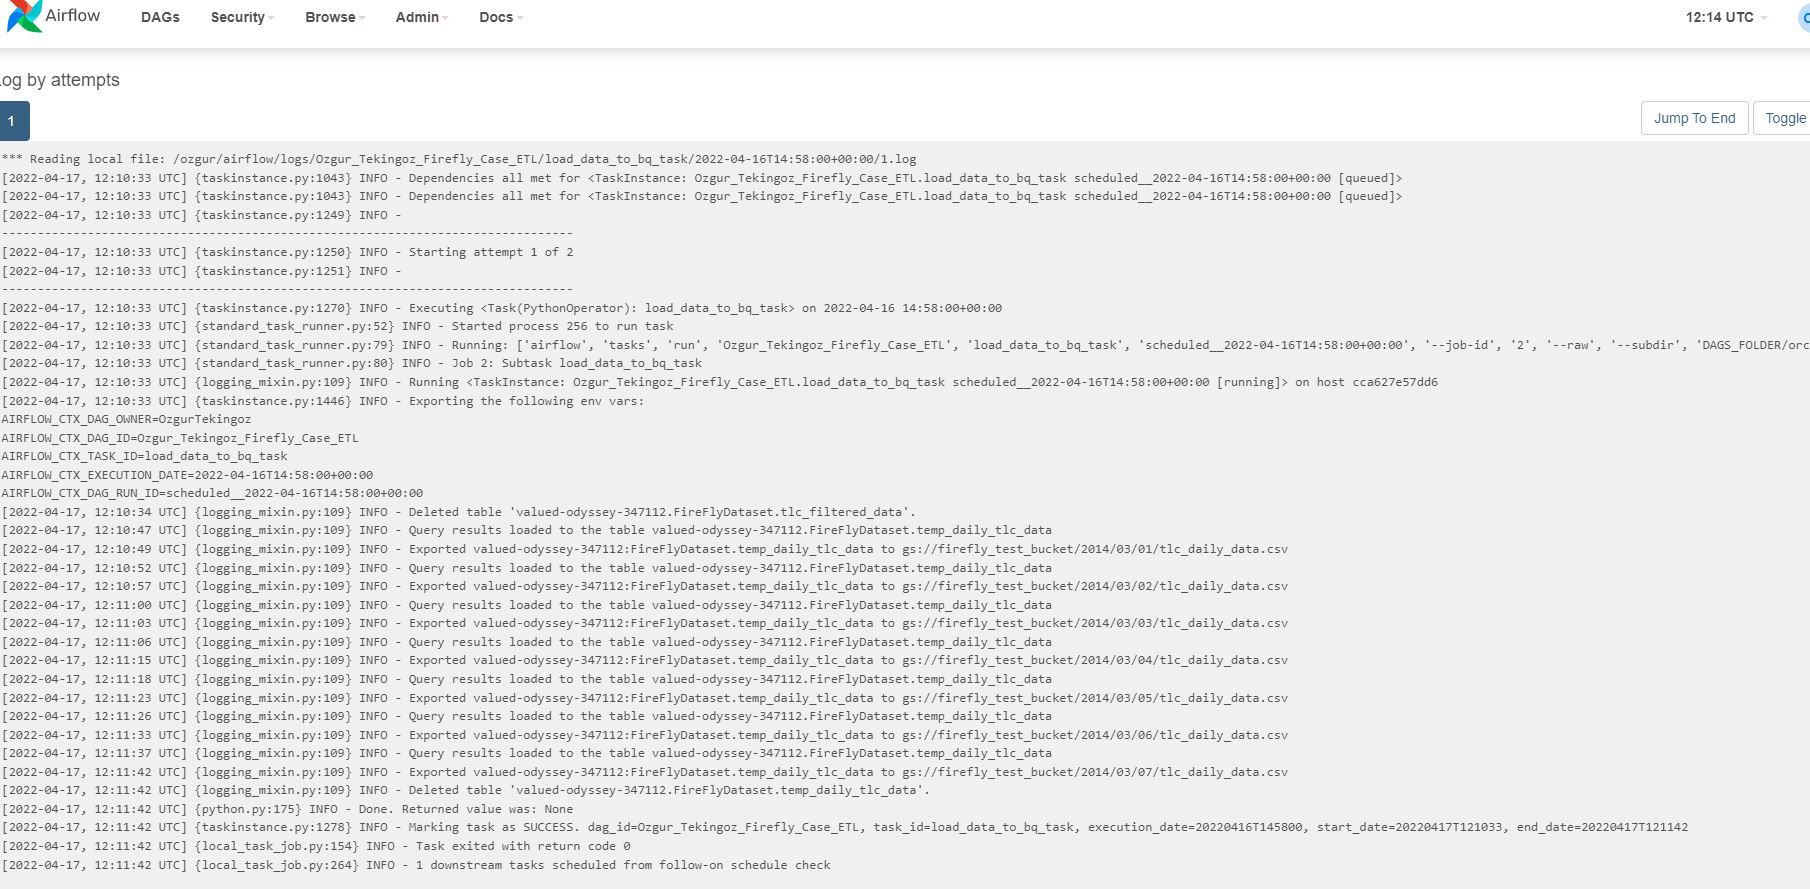 Airflow DAGs Security Browse Admin Docs 12:14 UTC
Log by attempts
1 Jump To End Toggle
*** Reading local file: /ozgur/airflow/logs/Ozgur_Tekingoz_Firefly_Case_ETL/load_data_to_bq_task/2022-04-16T14:58:00+00:00/1.log
[2022-04-17, 12:10:33 UTC] {taskinstance.py:1043} INFO - Dependencies all met for <TaskInstance: Ozgur_Tekingoz_Firefly_Case_ETL.load_data_to_bq_task scheduled__2022-04-16T14:58:00+00:00 [queued]>
[2022-04-17, 12:10:33 UTC] {taskinstance.py:1043} INFO - Dependencies all met for <TaskInstance: Ozgur_Tekingoz_Firefly_Case_ETL.load_data_to_bq_task scheduled__2022-04-16T14:58:00+00:00 [queued]>
[2022-04-17, 12:10:33 UTC] {taskinstance.py:1249} INFO -
--------------------------------------------------------------------------------
[2022-04-17, 12:10:33 UTC] {taskinstance.py:1250} INFO - Starting attempt 1 of 2
[2022-04-17, 12:10:33 UTC] {taskinstance.py:1251} INFO -
--------------------------------------------------------------------------------
[2022-04-17, 12:10:33 UTC] {taskinstance.py:1270} INFO - Executing <Task(PythonOperator): load_data_to_bq_task> on 2022-04-16 14:58:00+00:00
[2022-04-17, 12:10:33 UTC] {standard_task_runner.py:52} INFO - Started process 256 to run task
[2022-04-17, 12:10:33 UTC] {standard_task_runner.py:79} INFO - Running: ['airflow', 'tasks', 'run', 'Ozgur_Tekingoz_Firefly_Case_ETL', 'load_data_to_bq_task', 'scheduled__2022-04-16T14:58:00+00:00', '--job-id', '2', '--raw', '--subdir', 'DAGS_FOLDER/orc
[2022-04-17, 12:10:33 UTC] {standard_task_runner.py:80} INFO - Job 2: Subtask load_data_to_bq_task
[2022-04-17, 12:10:33 UTC] {logging_mixin.py:109} INFO - Running <TaskInstance: Ozgur_Tekingoz_Firefly_Case_ETL.load_data_to_bq_task scheduled__2022-04-16T14:58:00+00:00 [running]> on host cca627e57dd6
[2022-04-17, 12:10:33 UTC] {taskinstance.py:1446} INFO - Exporting the following env vars:
AIRFLOW_CTX_DAG_OWNER=OzgurTekingoz
AIRFLOW_CTX_DAG_ID=Ozgur_Tekingoz_Firefly_Case_ETL
AIRFLOW_CTX_TASK_ID=load_data_to_bq_task
AIRFLOW_CTX_EXECUTION_DATE=2022-04-16T14:58:00+00:00
AIRFLOW_CTX_DAG_RUN_ID=scheduled__2022-04-16T14:58:00+00:00
[2022-04-17, 12:10:34 UTC] {logging_mixin.py:109} INFO - Deleted table 'valued-odyssey-347112.FireFlyDataset.tlc_filtered_data'.
[2022-04-17, 12:10:47 UTC] {logging_mixin.py:109} INFO - Query results loaded to the table valued-odyssey-347112.FireFlyDataset.temp_daily_tlc_data
[2022-04-17, 12:10:49 UTC] {logging_mixin.py:109} INFO - Exported valued-odyssey-347112:FireFlyDataset.temp_daily_tlc_data to gs://firefly_test_bucket/2014/03/01/tlc_daily_data.csv
[2022-04-17, 12:10:52 UTC] {logging_mixin.py:109} INFO - Query results loaded to the table valued-odyssey-347112.FireFlyDataset.temp_daily_tlc_data
[2022-04-17, 12:10:57 UTC] {logging_mixin.py:109} INFO - Exported valued-odyssey-347112:FireFlyDataset.temp_daily_tlc_data to gs://firefly_test_bucket/2014/03/02/tlc_daily_data.csv
[2022-04-17, 12:11:00 UTC] {logging_mixin.py:109} INFO - Query results loaded to the table valued-odyssey-347112.FireFlyDataset.temp_daily_tlc_data
[2022-04-17, 12:11:03 UTC] {logging_mixin.py:109} INFO - Exported valued-odyssey-347112:FireFlyDataset.temp_daily_tlc_data to gs://firefly_test_bucket/2014/03/03/tlc_daily_data.csv
[2022-04-17, 12:11:06 UTC] {logging_mixin.py:109} INFO - Query results loaded to the table valued-odyssey-347112.FireFlyDataset.temp_daily_tlc_data
[2022-04-17, 12:11:15 UTC] {logging_mixin.py:109} INFO - Exported valued-odyssey-347112:FireFlyDataset.temp_daily_tlc_data to gs://firefly_test_bucket/2014/03/04/tlc_daily_data.csv
[2022-04-17, 12:11:18 UTC] {logging_mixin.py:109} INFO - Query results loaded to the table valued-odyssey-347112.FireFlyDataset.temp_daily_tlc_data
[2022-04-17, 12:11:23 UTC] {logging_mixin.py:109} INFO - Exported valued-odyssey-347112:FireFlyDataset.temp_daily_tlc_data to gs://firefly_test_bucket/2014/03/05/tlc_daily_data.csv
[2022-04-17, 12:11:26 UTC] {logging_mixin.py:109} INFO - Query results loaded to the table valued-odyssey-347112.FireFlyDataset.temp_daily_tlc_data
[2022-04-17, 12:11:33 UTC] {logging_mixin.py:109} INFO - Exported valued-odyssey-347112:FireFlyDataset.temp_daily_tlc_data to gs://firefly_test_bucket/2014/03/06/tlc_daily_data.csv
[2022-04-17, 12:11:37 UTC] {logging_mixin.py:109} INFO - Query results loaded to the table valued-odyssey-347112.FireFlyDataset.temp_daily_tlc_data
[2022-04-17, 12:11:42 UTC] {logging_mixin.py:109} INFO - Exported valued-odyssey-347112:FireFlyDataset.temp_daily_tlc_data to gs://firefly_test_bucket/2014/03/07/tlc_daily_data.csv
[2022-04-17, 12:11:42 UTC] {logging_mixin.py:109} INFO - Deleted table 'valued-odyssey-347112.FireFlyDataset.temp_daily_tlc_data'.
[2022-04-17, 12:11:42 UTC] {python.py:175} INFO - Done. Returned value was: None
[2022-04-17, 12:11:42 UTC] {taskinstance.py:1278} INFO - Marking task as SUCCESS. dag_id=Ozgur_Tekingoz_Firefly_Case_ETL, task_id=load_data_to_bq_task, execution_date=20220416T145800, start_date=20220417T121033, end_date=20220417T121142
[2022-04-17, 12:11:42 UTC] {local_task_job.py:154} INFO - Task exited with return code 0
[2022-04-17, 12:11:42 UTC] {local_task_job.py:264} INFO - 1 downstream tasks scheduled from follow-on schedule check